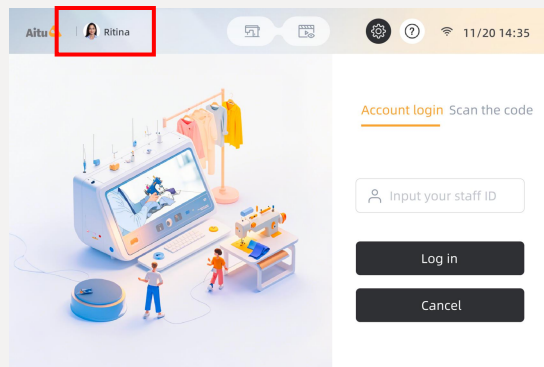 Aitu
Ritina
11/20 14:35
Account login Scan the code
Input your staff ID
Log in
Cancel